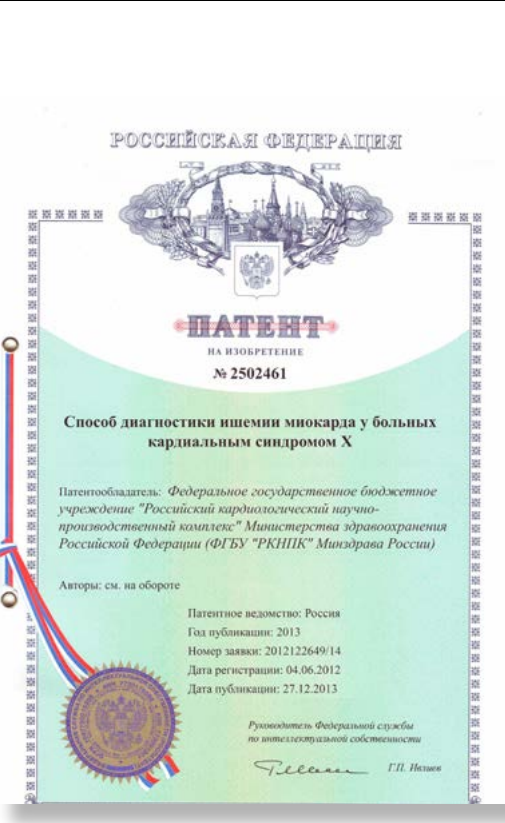 РОССИЙСКАЯ ФЕДЕРАЦИЯ
ПАТЕНТ
НА ИЗОБРЕТЕНИЕ
№ 2502461
Способ диагностики ишемии миокарда у больных
кардиальным синдромом Х
Патентообладатель: Федеральное государственное бюджетное
учреждение "Российский кардиологический научно-
производственный комплекс" Министерства здравоохранения
Российской Федерации (ФГБУ "РКНПК" Минздрава России)
Авторы: см. на обороте
Патентное ведомство: Россия
Год публикации: 2013
Номер заявки: 2012122649/14
Дата регистрации: 04.06.2012
Дата публикации: 27.12.2013
Руководитель Федеральной службы
по интеллектуальной собственности
Г.П. Ивлиев